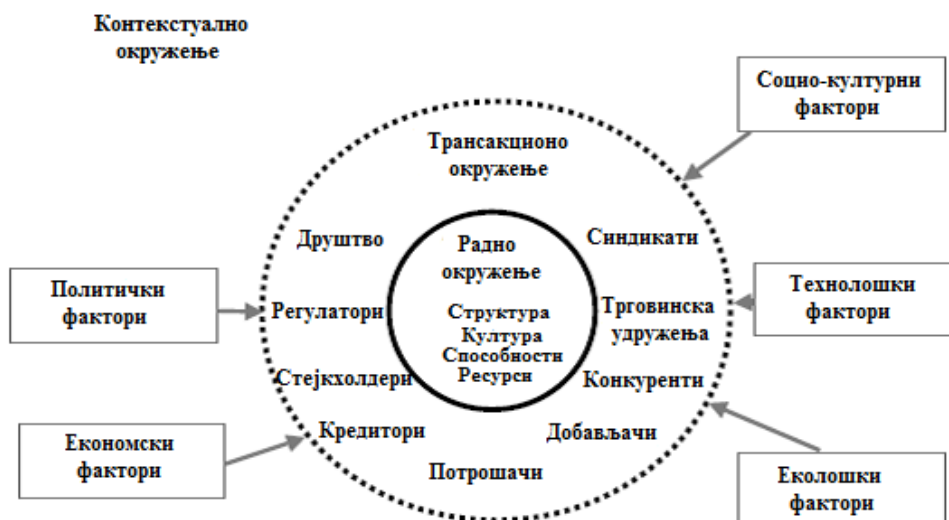 Контекстуално
окружење
Социо-културни
фактори
Трансакционо
окружење
Друштво
Радно
окружење
Синдикати
Политички
фактори
Регулатори
Структура
Култура
Способности
Ресурси
Трговинска
удружења
Технолошки
фактори
Стејкхолдери
Конкуренти
Кредитори
Добављачи
Потрошачи
Економски
фактори
Еколошки
фактори